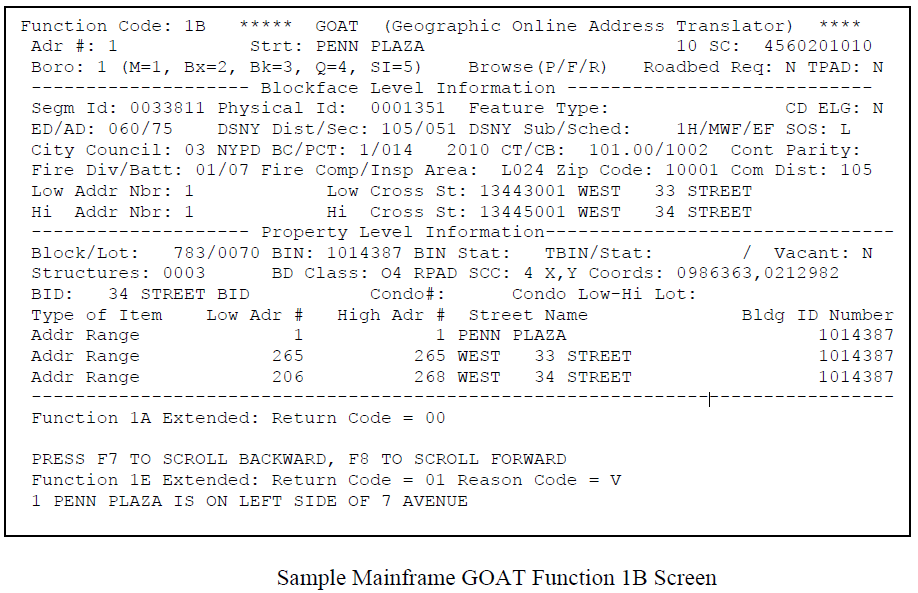 Function Code: 1B   *****  GOAT  (Geographic Online Address Translator)  ****
Adr #: 1             Strt: PENN PLAZA                        10 SC:  4560201010
Boro: 1 (M=1, Bx=2, Bk=3, Q=4, SI=5)    Browse(P/F/R)   Roadbed Req: N TPAD: N
------------------- Blockface Level Information ----------------------------
Segm Id: 0033811 Physical Id:  0001351  Feature Type:                 CD ELG: N
ED/AD: 060/75    DSNY Dist/Sec: 105/051 DSNY Sub/Sched:    1H/MWF/EF SOS: L
City Council: 03 NYPD BC/PCT: 1/014   2010 CT/CB:  101.00/1002  Cont Parity:
Fire Div/Batt: 01/07 Fire Comp/Insp Area:  L024 Zip Code: 10001 Com Dist: 105
Low Addr Nbr: 1             Low Cross St: 13443001 WEST   33 STREET
Hi  Addr Nbr: 1             Hi  Cross St: 13445001 WEST   34 STREET
------------------- Property Level Information--------------------------------
Block/Lot:   783/0070 BIN: 1014387 BIN Stat:   TBIN/Stat:        /  Vacant: N
Structures: 0003      BD Class: O4 RPAD SCC: 4 X,Y Coords: 0986363,0212982
BID:   34 STREET BID           Condo#:      Condo Low-Hi Lot:
Type of Item    Low Adr #   High Adr #  Street Name               Bldg ID Number
Addr Range              1            1 PENN PLAZA                        1014387
Addr Range            265          265 WEST   33 STREET                  1014387
Addr Range            206          268 WEST   34 STREET                  1014387
--------------------------------------------------------------------------------
Function 1A Extended: Return Code = 00
PRESS F7 TO SCROLL BACKWARD, F8 TO SCROLL FORWARD
Function 1E Extended: Return Code = 01 Reason Code = V
1 PENN PLAZA IS ON LEFT SIDE OF 7 AVENUE
Sample Mainframe GOAT Function 1B Screen